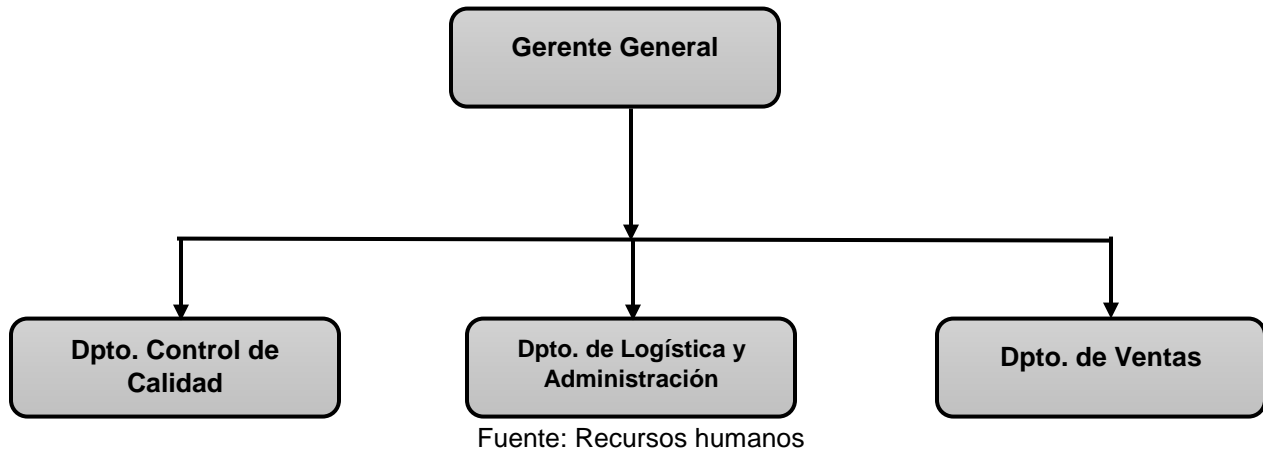 Gerente General
Dpto. Control de
Calidad
Dpto. de Logística y
Administración
Dpto. de Ventas
Fuente: Recursos humanos